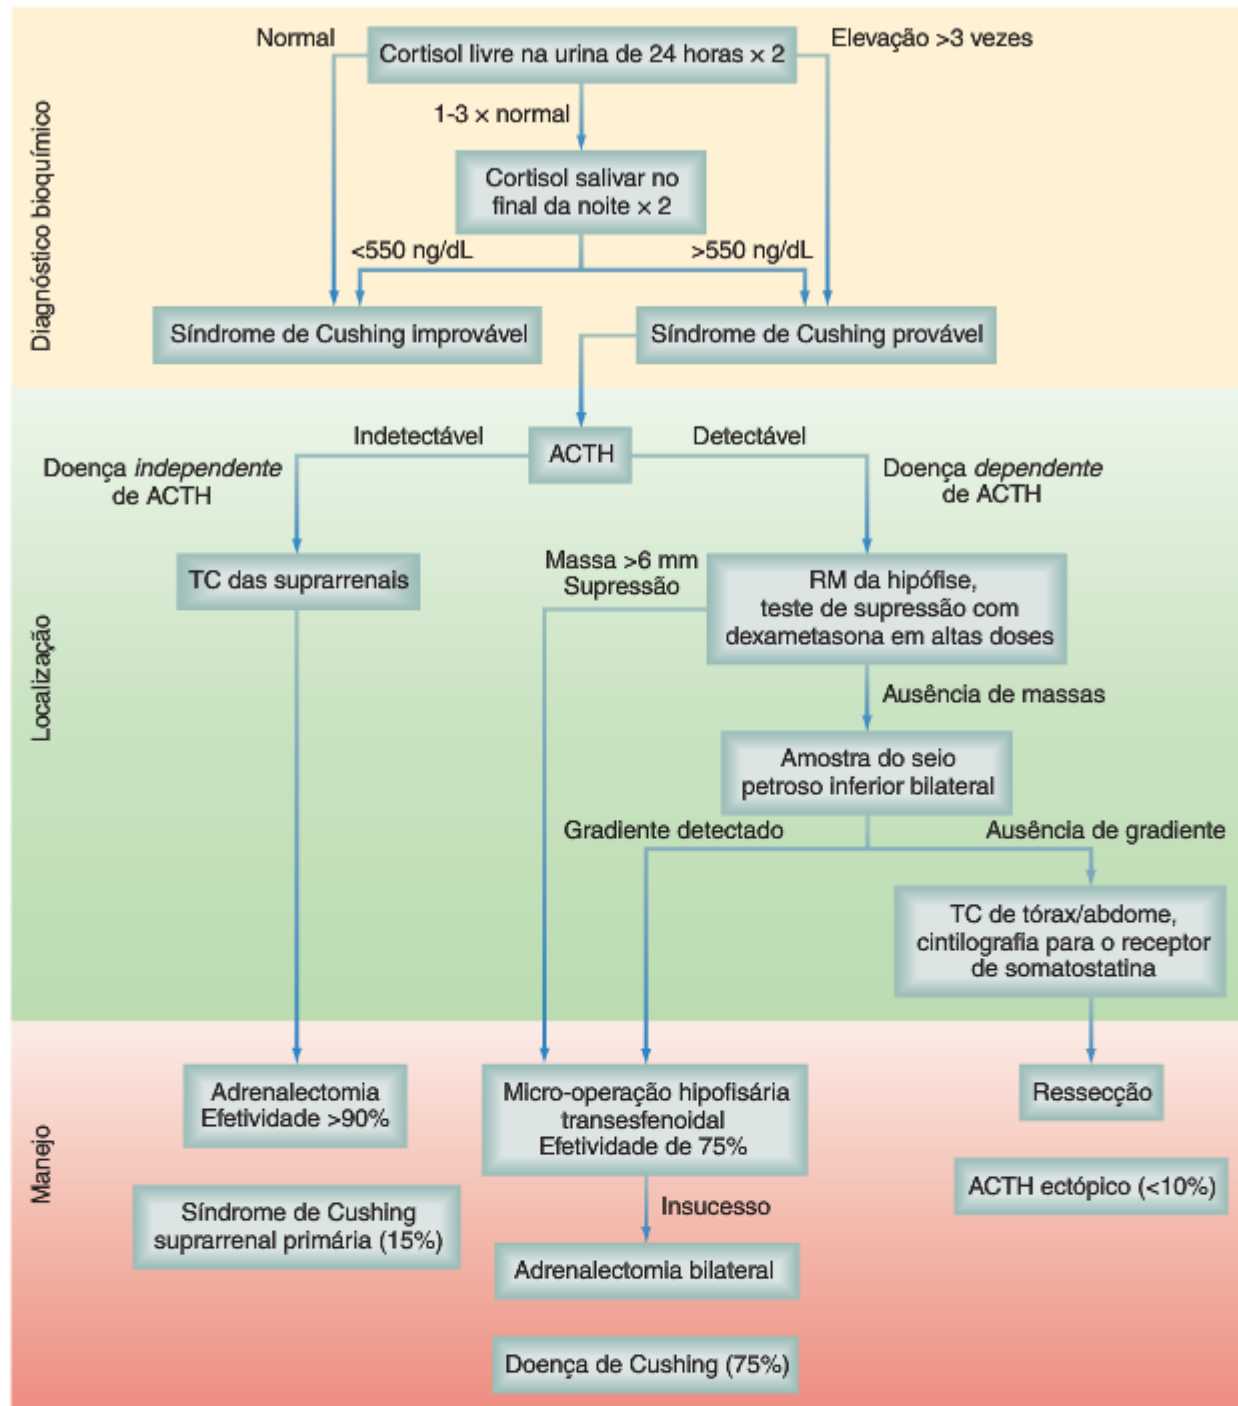 Diagnóstico bioquímico
Normal
Cortisol livre na urina de 24 horas × 2
Elevação >3 vezes
1-3 × normal
Cortisol salivar no
final da noite × 2
<550 ng/dL
>550 ng/dL
Síndrome de Cushing improvável
Síndrome de Cushing provável
Localização
Indetectável
ACTH
Detectável
Doença independente
de ACTH
Doença dependente
de ACTH
TC das suprarrenais
Massa >6 mm
Supressão
RM da hipófise,
teste de supressão com
dexametasona em altas doses
Ausência de massas
Amostra do seio
petroso inferior bilateral
Gradiente detectado
Ausência de gradiente
TC de tórax/abdome,
cintilografia para o receptor
de somatostatina
Manejo
Adrenalectomia
Efetividade >90%
Micro-operação hipofisária
transesfenoidal
Efetividade de 75%
Ressecção
Síndrome de Cushing
suprarrenal primária (15%)
Insucesso
ACTH ectópico (<10%)
Adrenalectomia bilateral
Doença de Cushing (75%)